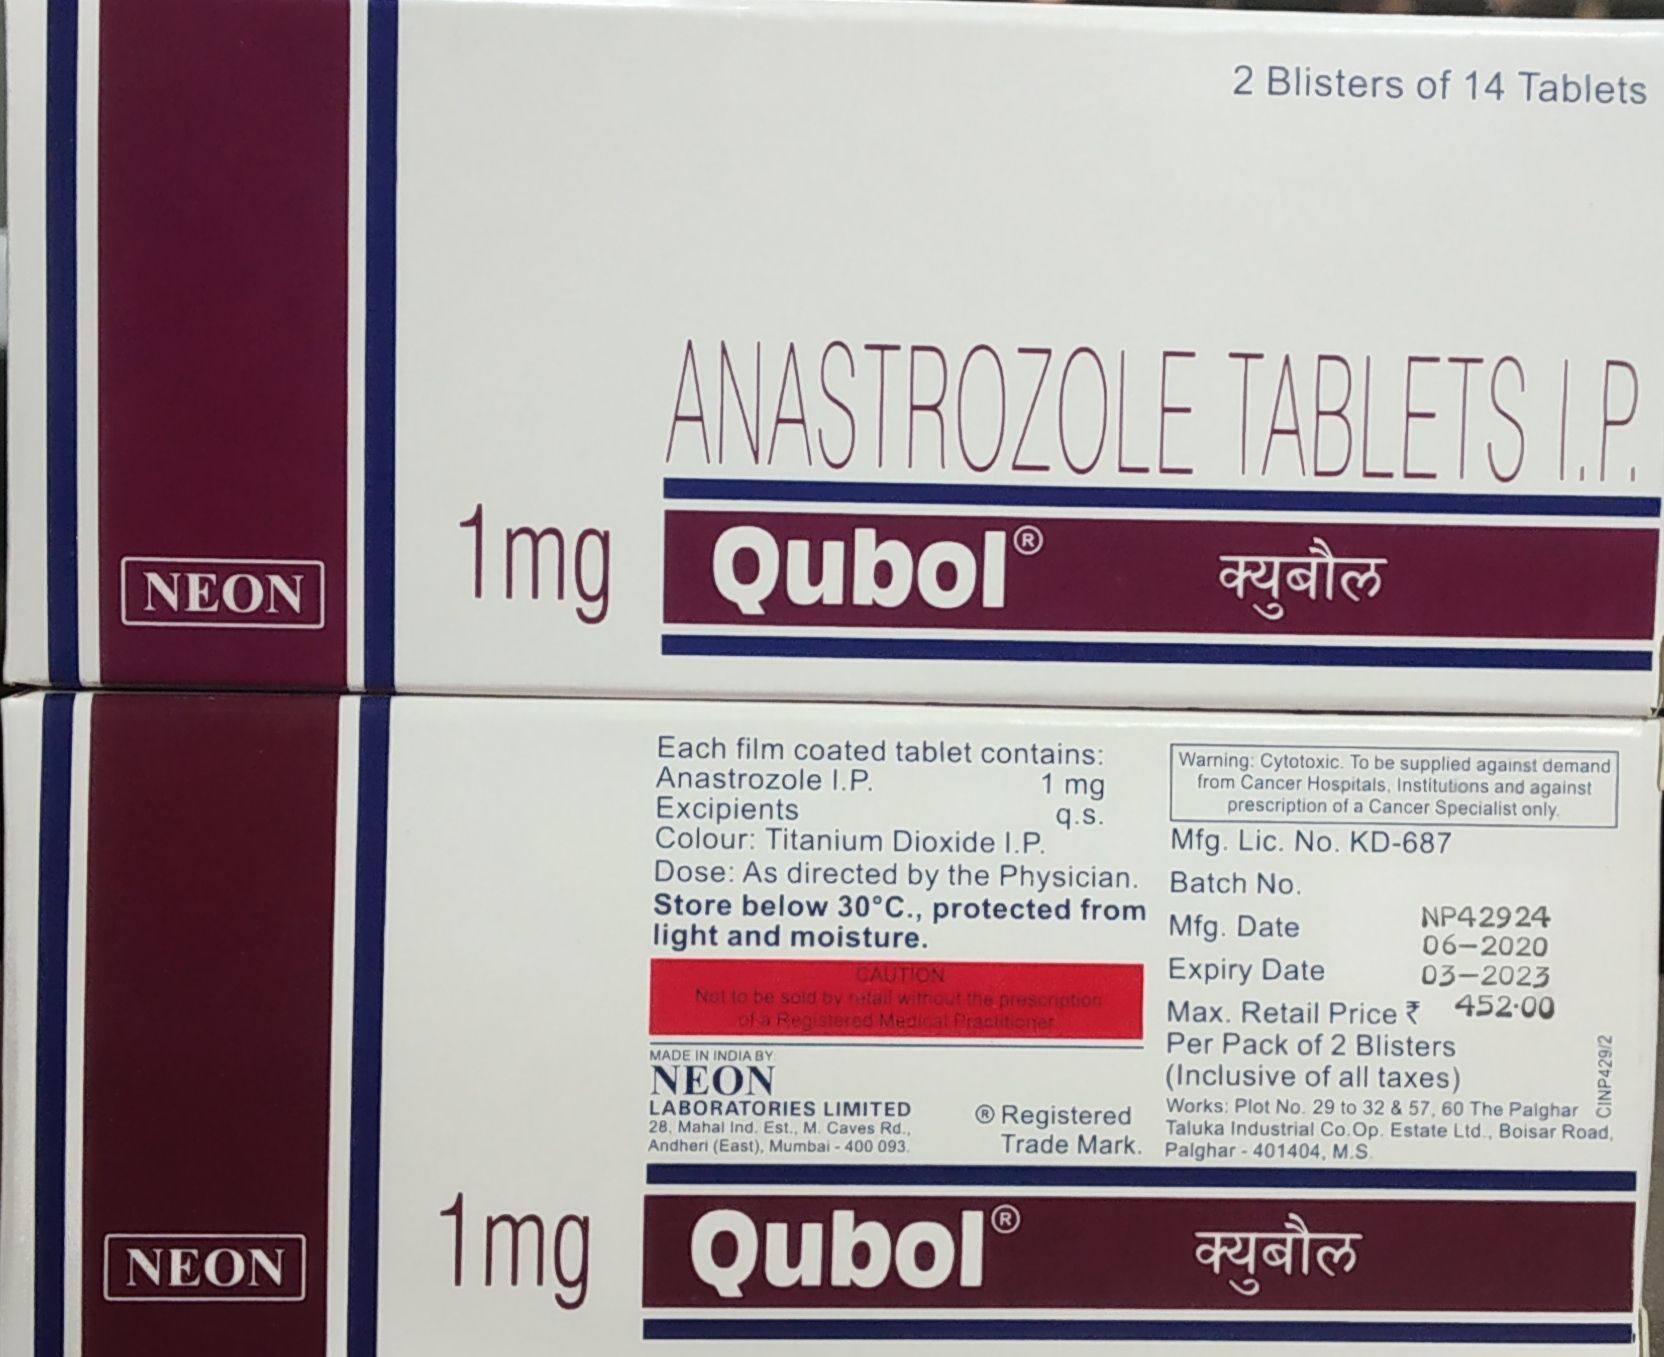 2 Blisters of 14 Tablets
ANASTROZOLE TABLETS I.P.
NEON
1mg
Qubol® क्युबौल
Each film coated tablet contains:
Anastrozole I.P. 1 mg
Excipients q.s.
Colour: Titanium Dioxide I.P.
Dose: As directed by the Physician.
Store below 30°C., protected from
light and moisture.
CAUTION
Not to be sold by retail without the prescription
of a Registered Medical Practitioner
MADE IN INDIA BY
NEON
LABORATORIES LIMITED
28, Mahal Ind. Est., M. Caves Rd.,
Andheri (East), Mumbai - 400 093.
® Registered
Trade Mark.
Warning: Cytotoxic. To be supplied against demand
from Cancer Hospitals, Institutions and against
prescription of a Cancer Specialist only.
Mfg. Lic. No. KD-687
Batch No. NP42924
Mfg. Date 06-2020
Expiry Date 03-2023
Max. Retail Price ₹ 452·00
Per Pack of 2 Blisters
(Inclusive of all taxes)
Works: Plot No. 29 to 32 & 57, 60 The Palghar
Taluka Industrial Co.Op. Estate Ltd., Boisar Road,
Palghar - 401404, M.S.
CINP429/2
NEON
1mg
Qubol® क्युबौल